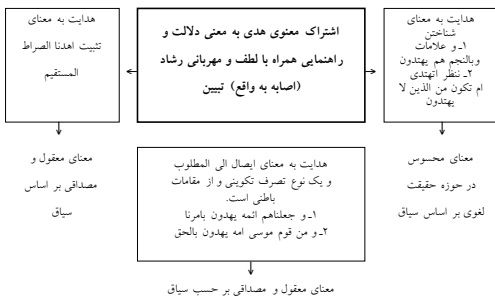 هدایت به معنای
شناختن
۱ـ و علامات
وبالنجم هم یهتدون
۲ـ ننظر اتهتدی
ام تکون من الذین لا
یهتدون
اشتراک معنوی هدی به معنی دلالت و
راهنمایی همراه با لطف و مهربانی رشاد
(اصابه به واقع) تبیین
هدایت به معنای
تثبیت اهدنا الصراط
المستقیم
معنای محسوس
در حوزه حقیقت
لغوی بر اساس سیاق
هدایت به معنای ایصال الی المطلوب
و یک نوع تصرف تکوینی و از مقامات
باطنی است.
۱ـ و جعلناهم ائمه یهدون بامرنا
۲ـ و من قوم موسی امه یهدون بالحق
معنای معقول و
مصداقی بر اساس
سیاق
معنای معقول و مصداقی بر حسب سیاق